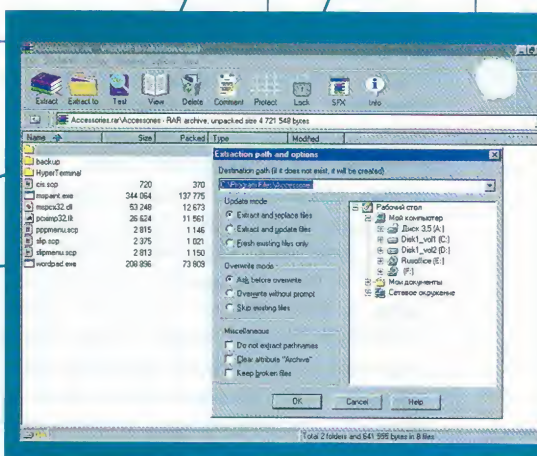 Extract Extract to Test View Delete Comment Protect Lock SFX Info
Accessories.rar\Accessories - RAR archive, unpacked size 4 721 548 bytes
Name Size Packed Type Modified
..
backup
HyperTerminal
cis.scp 720 370
mspaint.exe 344 064 137 775
mspcx32.dll 53 248 12 673
pcximp32.flt 26 624 11 561
pppmenu.scp 2 815 1 146
slip.scp 2 375 1 021
slipmenu.scp 2 813 1 150
wordpad.exe 208 896 73 809
Extraction path and options
Destination path (if it does not exist, it will be created)
C:\Program Files\Accessories
Update mode
Extract and replace files
Extract and update files
Fresh existing files only
Overwrite mode
Ask before overwrite
Overwrite without prompt
Skip existing files
Miscellaneous
Do not extract pathnames
Clear attribute "Archive"
Keep broken files
Рабочий стол
Мой компьютер
Диск 3,5 (A:)
Disk1_vol1 (C:)
Disk1_vol2 (D:)
Rusoffice (E:)
(F:)
Мои документы
Сетевое окружение
OK Cancel Help
Total 2 folders and 641 555 bytes in 8 files